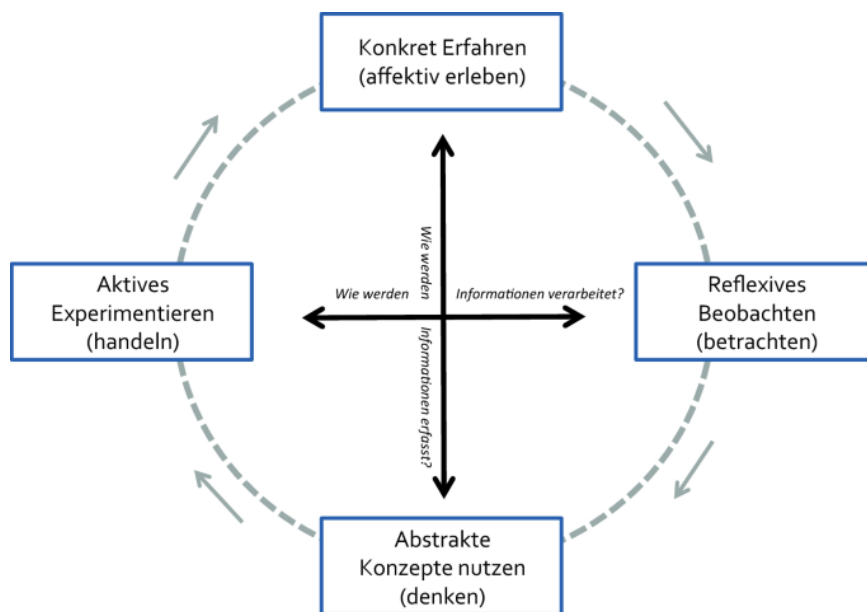 Konkret Erfahren
(affektiv erleben)
Aktives
Experimentieren
(handeln)
Wie werden
Informationen erfasst?
Wie werden
Informationen verarbeitet?
Reflexives
Beobachten
(betrachten)
Abstrakte
Konzepte nutzen
(denken)